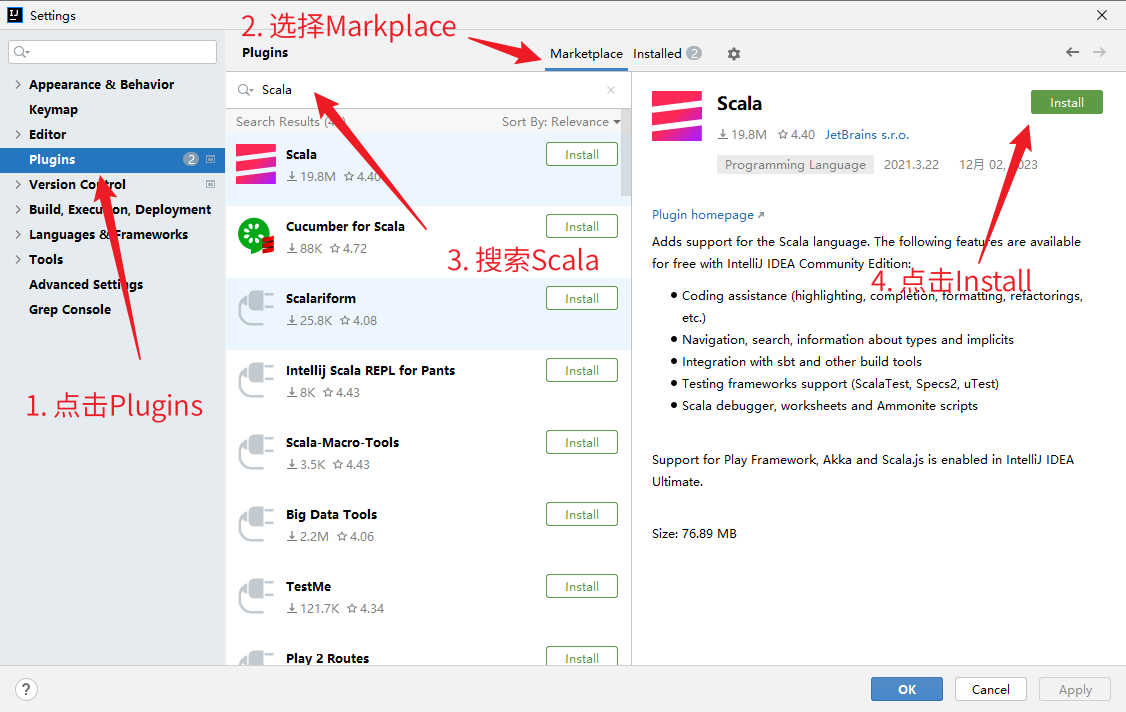 Settings
2. 选择Markplace
Plugins
Marketplace
Installed 2
Appearance & Behavior
Keymap
Editor
Plugins 2
Version Control
Build, Execution, Deployment
Languages & Frameworks
Tools
Advanced Settings
Grep Console
1. 点击Plugins
Scala
Search Results
Sort By: Relevance
Scala
Install
19.8M 4.40
Cucumber for Scala
Install
88K 4.72
3. 搜索Scala
Scalariform
Install
25.8K 4.08
Intellij Scala REPL for Pants
Install
8K 4.43
Scala-Macro-Tools
Install
3.5K 4.43
Big Data Tools
Install
2.2M 4.06
TestMe
Install
121.7K 4.34
Play 2 Routes
Install
Scala
Install
19.8M 4.40 JetBrains s.r.o.
Programming Language 2021.3.22 12月 02, 2023
Plugin homepage
Adds support for the Scala language. The following features are available
for free with IntelliJ IDEA Community Edition:
4. 点击Install
Coding assistance (highlighting, completion, formatting, refactorings,
etc.)
Navigation, search, information about types and implicits
Integration with sbt and other build tools
Testing frameworks support (ScalaTest, Specs2, uTest)
Scala debugger, worksheets and Ammonite scripts
Support for Play Framework, Akka and Scala.js is enabled in IntelliJ IDEA
Ultimate.
Size: 76.89 MB
?
OK
Cancel
Apply